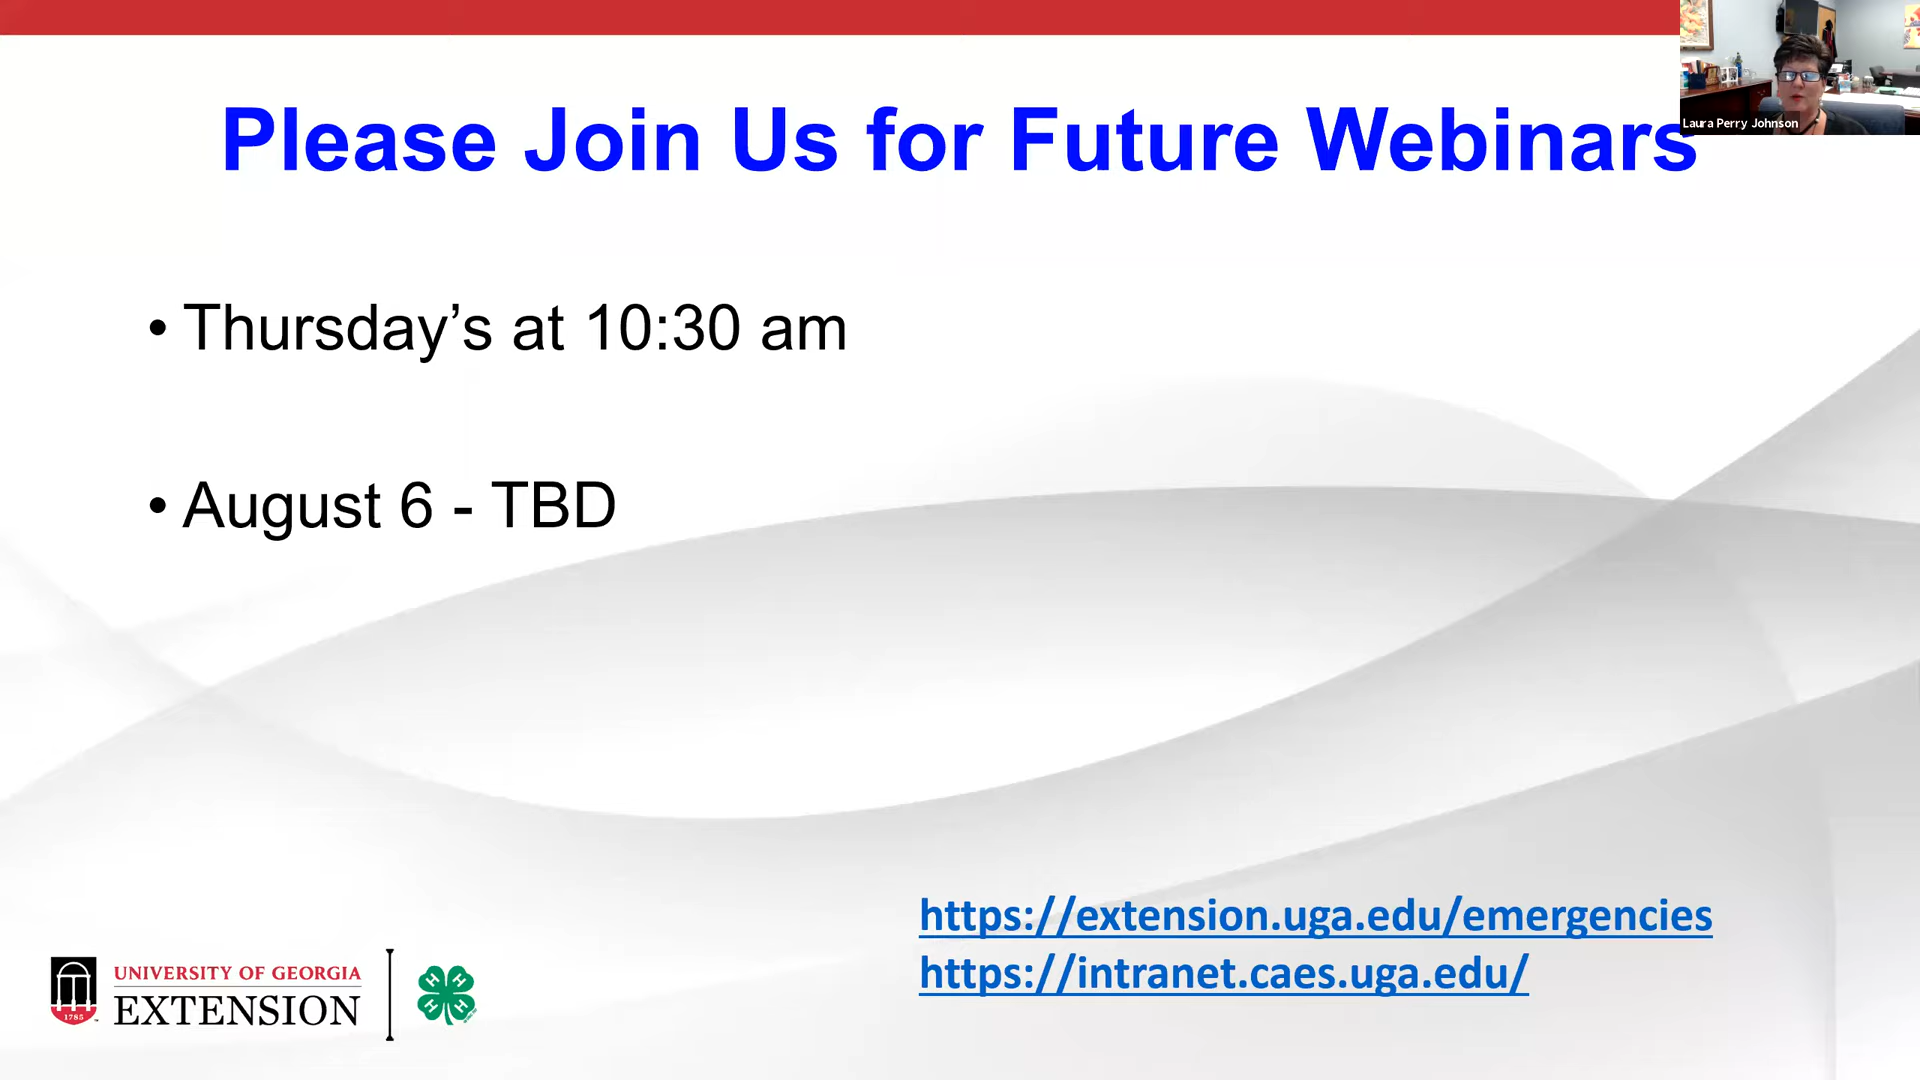 Please Join Us for Future Webinars
Laura Perry Johnson
• Thursday's at 10:30 am
• August 6 - TBD
https://extension.uga.edu/emergencies
https://intranet.caes.uga.edu/
UNIVERSITY OF GEORGIA
EXTENSION
1785
H H
H H